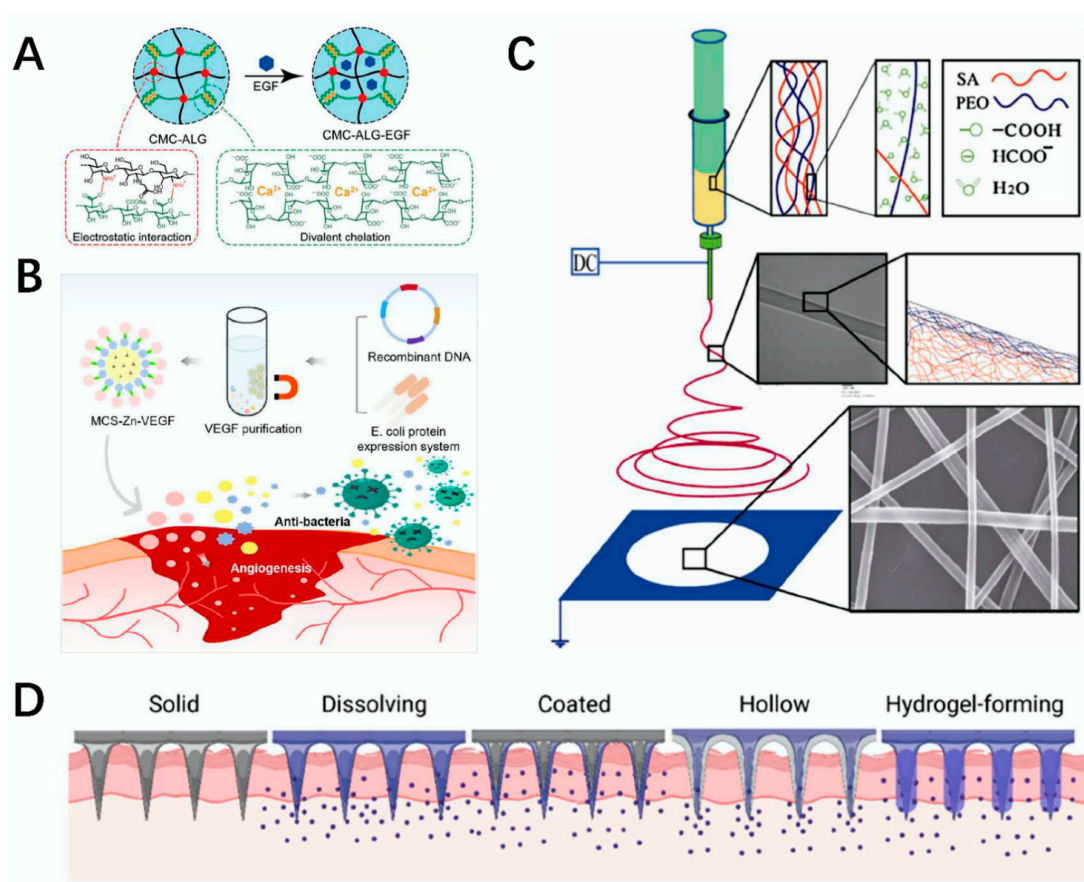 A
EGF
CMC-ALG
CMC-ALG-EGF
Electrostatic interaction
Ca²⁺ Ca²⁺ Ca²⁺
Divalent chelation
B
MCS-Zn-VEGF
VEGF purification
Recombinant DNA
E. coli protein
expression system
Anti-bacteria
Angiogenesis
C
SA
PEO
–COOH
HCOO⁻
H2O
DC
D
Solid
Dissolving
Coated
Hollow
Hydrogel-forming